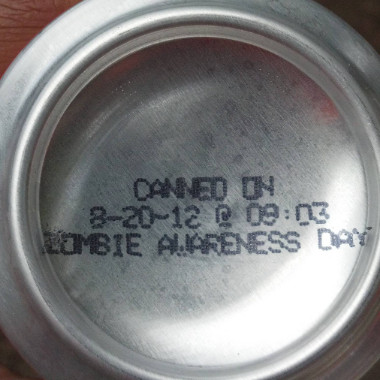 CANNED ON
8-20-12 @ 09:03
ZOMBIE AWARENESS DAY